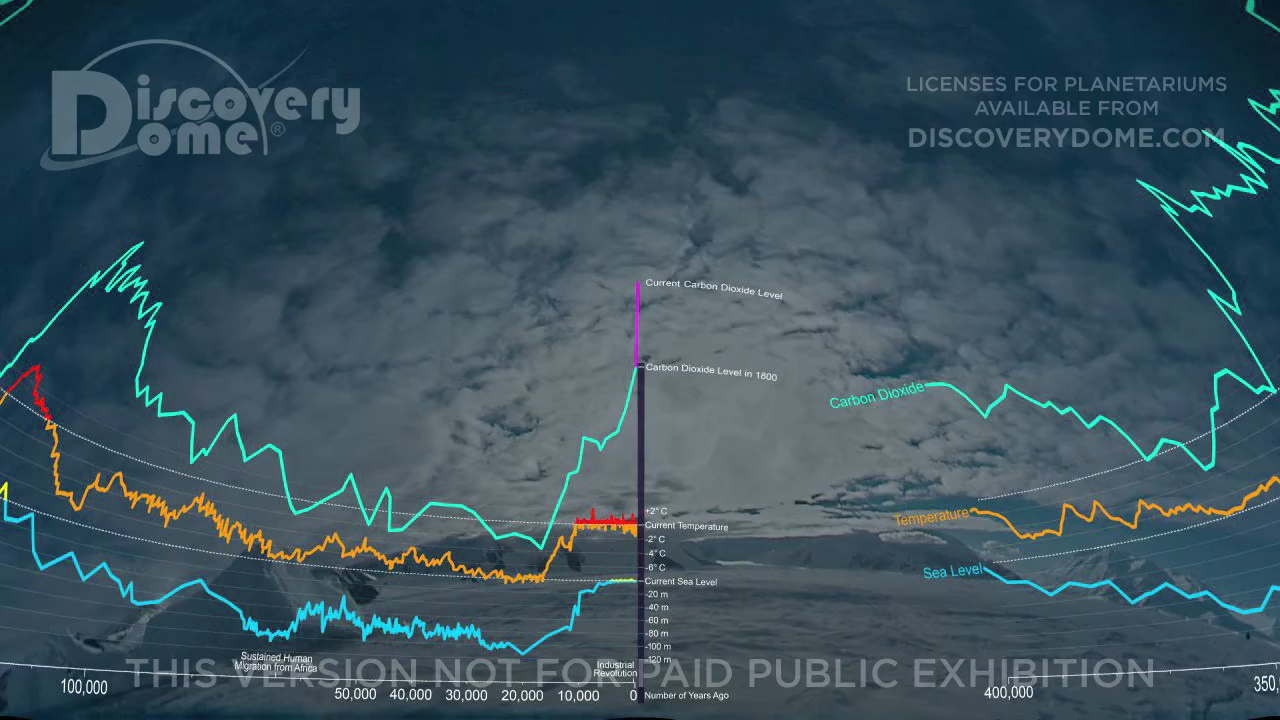 Discovery
Dome®
LICENSES FOR PLANETARIUMS
AVAILABLE FROM
DISCOVERYDOME.COM
Current Carbon Dioxide Level
Carbon Dioxide Level in 1800
Carbon Dioxide
+2° C
Current Temperature
-2° C
-4° C
-6° C
Temperature
Current Sea Level
-20 m
-40 m
-60 m
-80 m
-100 m
-120 m
Sea Level
Sustained Human
Migration from Africa
Industrial
Revolution
THIS VERSION NOT FOR PAID PUBLIC EXHIBITION
100,000
50,000 40,000 30,000 20,000 10,000 0 Number of Years Ago
400,000